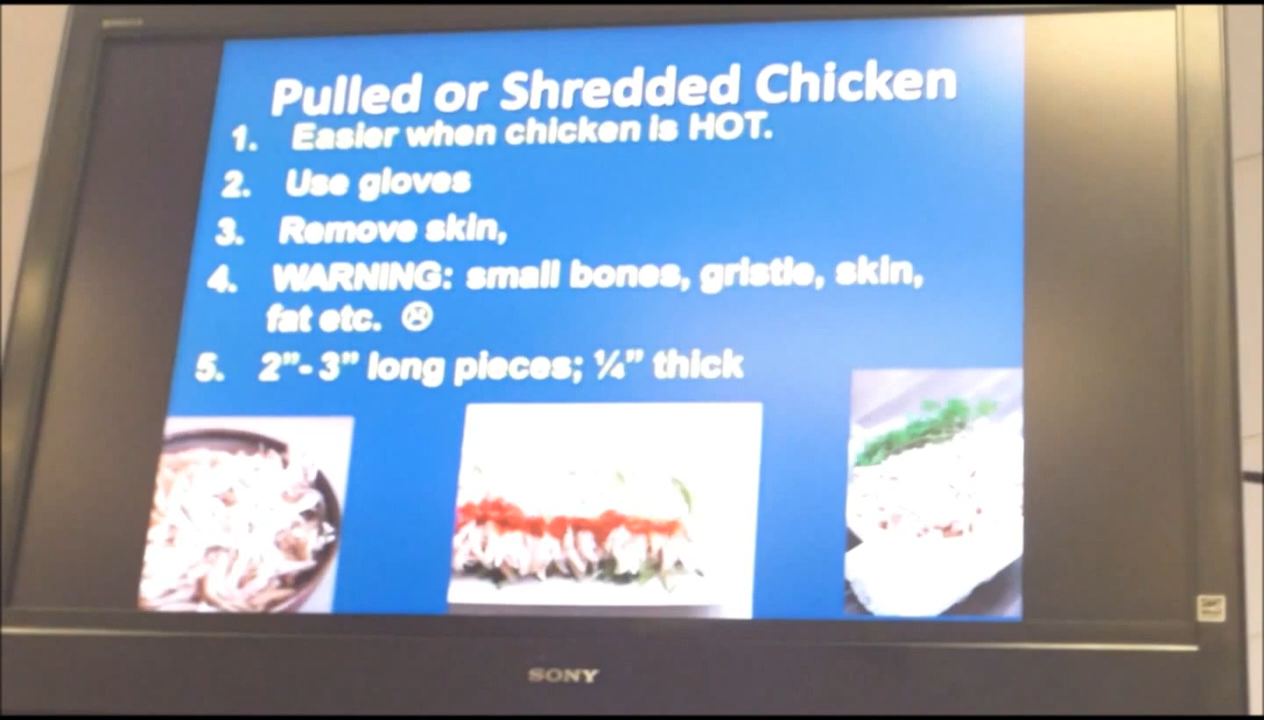 Pulled or Shredded Chicken
1. Easier when chicken is HOT.
2. Use gloves
3. Remove skin,
4. WARNING: small bones, gristle, skin,
fat etc. ☹
5. 2”- 3” long pieces; ¼” thick
SONY